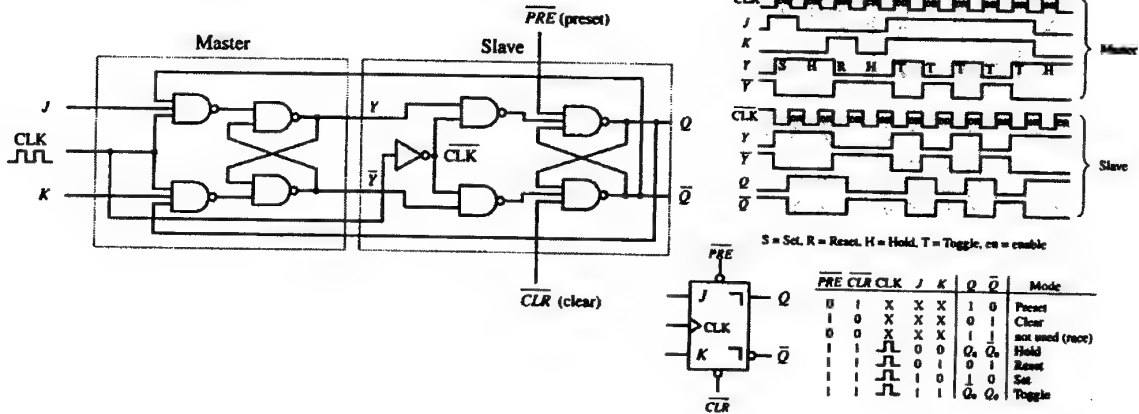 PRE (preset)
Master
Slave
J
CLK
K
Y
Y
CLK
Q
Q
CLR (clear)
CLK
J
K
Y S H R H T T T T T H
Y
Master
CLK
Y
Y
Q
Q
Slave
S = Set, R = Reset, H = Hold, T = Toggle, en = enable
PRE
J
CLK
K
Q
Q
CLR
PRE CLR CLK J K Q Q Mode
0 1 X X X 1 0 Preset
1 0 X X X 0 1 Clear
0 0 X X X 1 1 not used (race)
1 1 0 0 Q₀ Q₀ Hold
1 1 0 1 0 1 Reset
1 1 1 0 1 0 Set
1 1 1 1 Q₀ Q₀ Toggle